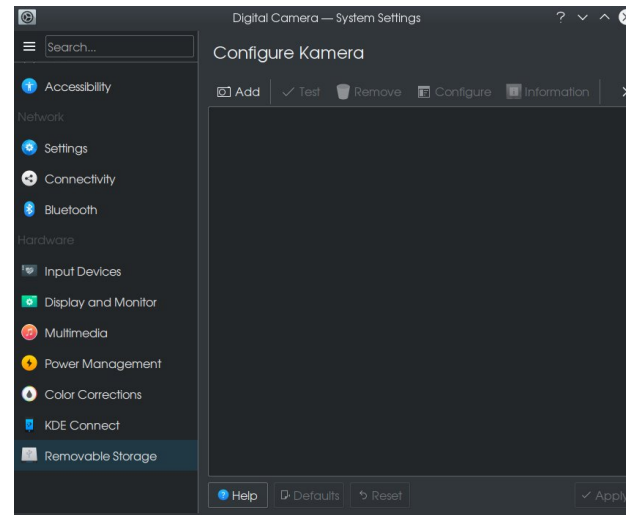 Digital Camera — System Settings
Search...
Configure Kamera
Accessibility
Add
Test
Remove
Configure
Information
Network
Settings
Connectivity
Bluetooth
Hardware
Input Devices
Display and Monitor
Multimedia
Power Management
Color Corrections
KDE Connect
Removable Storage
Help
Defaults
Reset
Apply